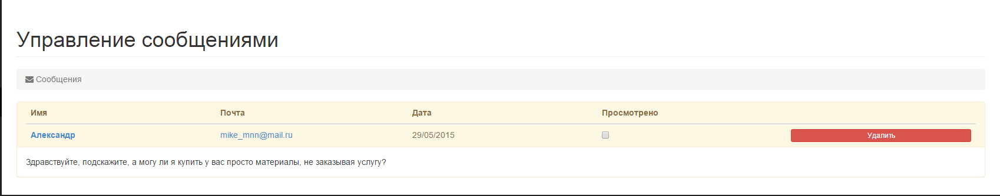 Управление сообщениями
Сообщения
Имя Почта Дата Просмотрено
Александр mike_mnn@mail.ru 29/05/2015 Удалить
Здравствуйте, подскажите, а могу ли я купить у вас просто материалы, не заказывая услугу?